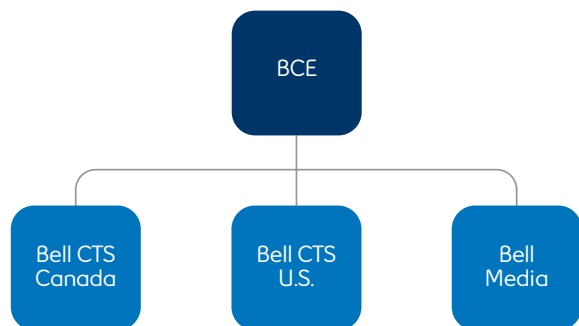 BCE
Bell CTS
Canada
Bell CTS
U.S.
Bell
Media